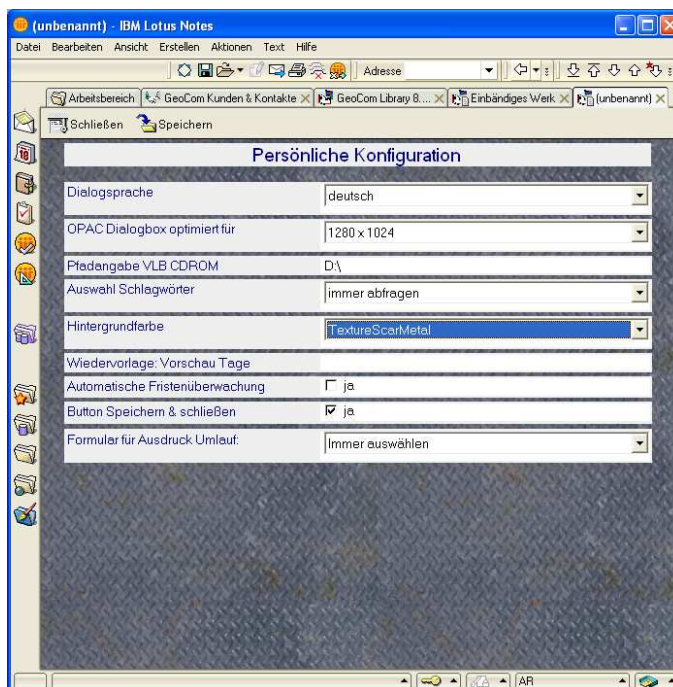 (unbenannt) - IBM Lotus Notes
Datei Bearbeiten Ansicht Erstellen Aktionen Text Hilfe
Adresse
Arbeitsbereich GeoCom Kunden & Kontakte GeoCom Library 8.... Einbändiges Werk (unbenannt)
Schließen Speichern
Persönliche Konfiguration
Dialogsprache deutsch
OPAC Dialogbox optimiert für 1280 x 1024
Pfadangabe VLB CDROM D:\
Auswahl Schlagwörter immer abfragen
Hintergrundfarbe TextureScarMetal
Wiedervorlage: Vorschau Tage
Automatische Fristenüberwachung ja
Button Speichern & schließen ja
Formular für Ausdruck Umlauf: Immer auswählen
AR